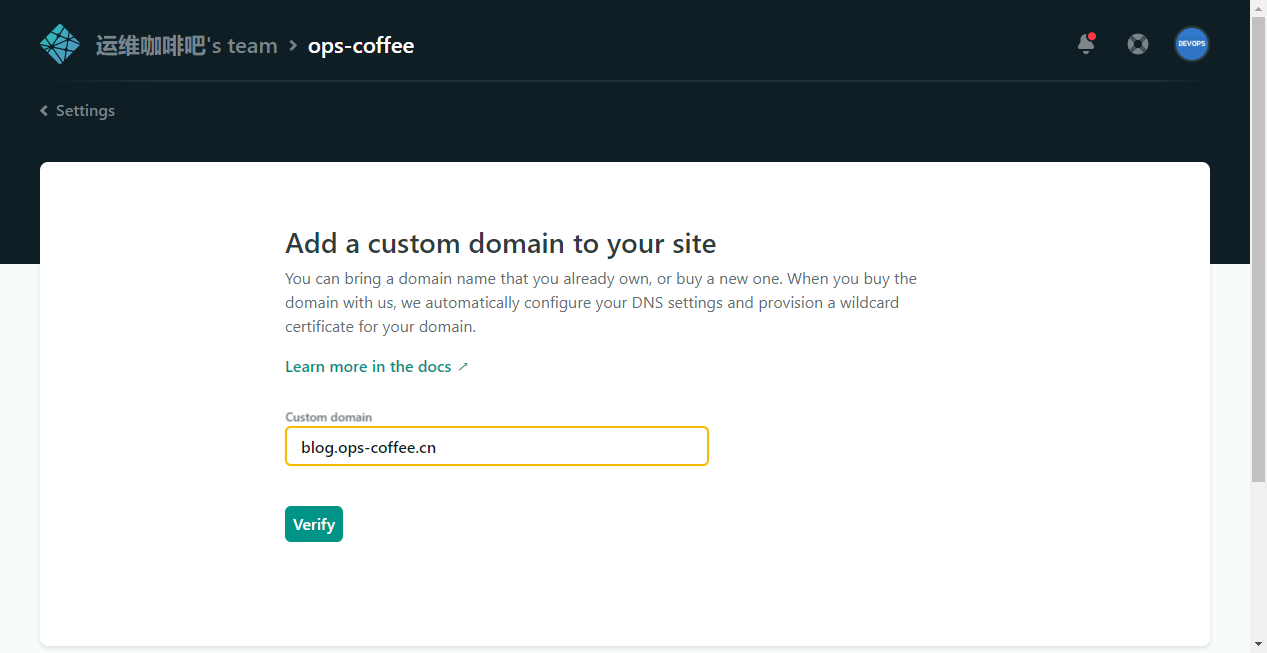 运维咖啡吧's team > ops-coffee
DEVOPS
Settings
Add a custom domain to your site
You can bring a domain name that you already own, or buy a new one. When you buy the
domain with us, we automatically configure your DNS settings and provision a wildcard
certificate for your domain.
Learn more in the docs ↗
Custom domain
blog.ops-coffee.cn
Verify